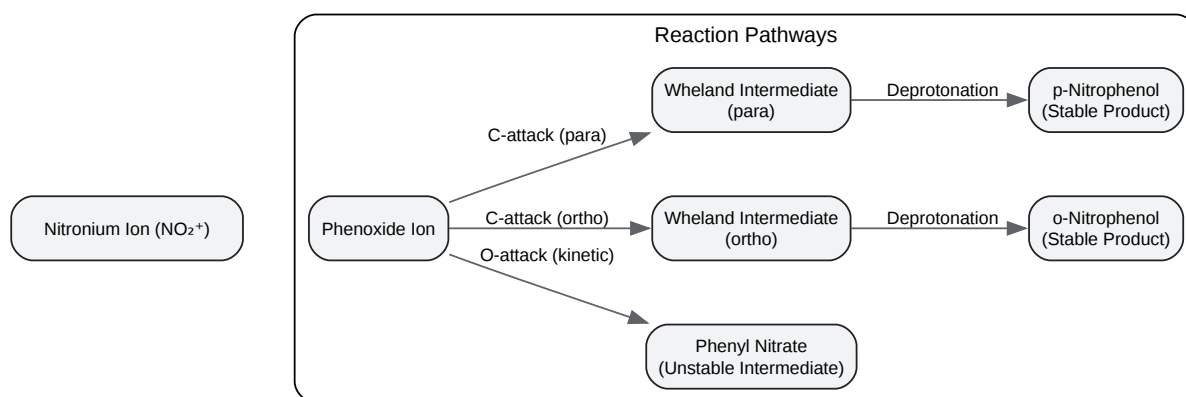 Reaction Pathways
Nitronium Ion (NO₂⁺)
Phenoxide Ion
C-attack (para)
Wheland Intermediate
(para)
Deprotonation
p-Nitrophenol
(Stable Product)
C-attack (ortho)
Wheland Intermediate
(ortho)
Deprotonation
o-Nitrophenol
(Stable Product)
O-attack (kinetic)
Phenyl Nitrate
(Unstable Intermediate)